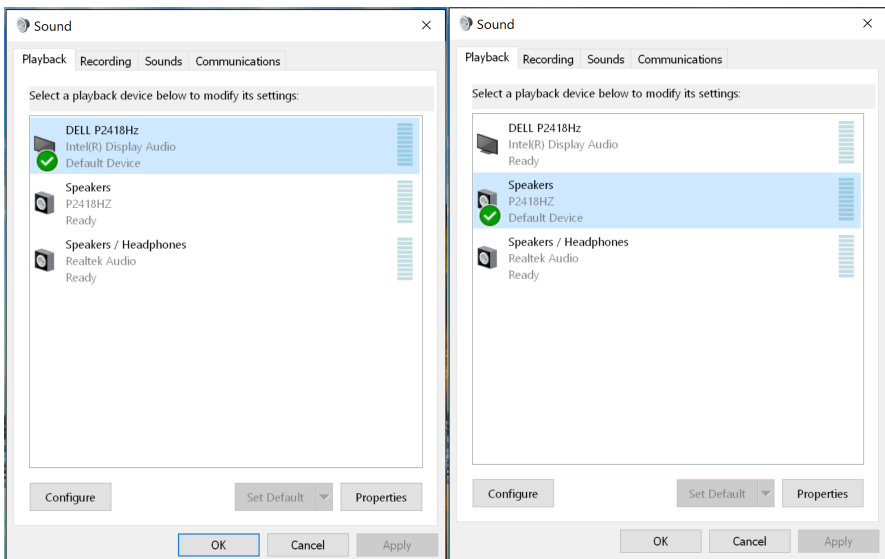 Sound
Playback Recording Sounds Communications
Select a playback device below to modify its settings:
DELL P2418Hz
Intel(R) Display Audio
Default Device
Speakers
P2418HZ
Ready
Speakers / Headphones
Realtek Audio
Ready
Configure Set Default Properties
OK Cancel Apply
Sound
Playback Recording Sounds Communications
Select a playback device below to modify its settings:
DELL P2418Hz
Intel(R) Display Audio
Ready
Speakers
P2418HZ
Default Device
Speakers / Headphones
Realtek Audio
Ready
Configure Set Default Properties
OK Cancel Apply